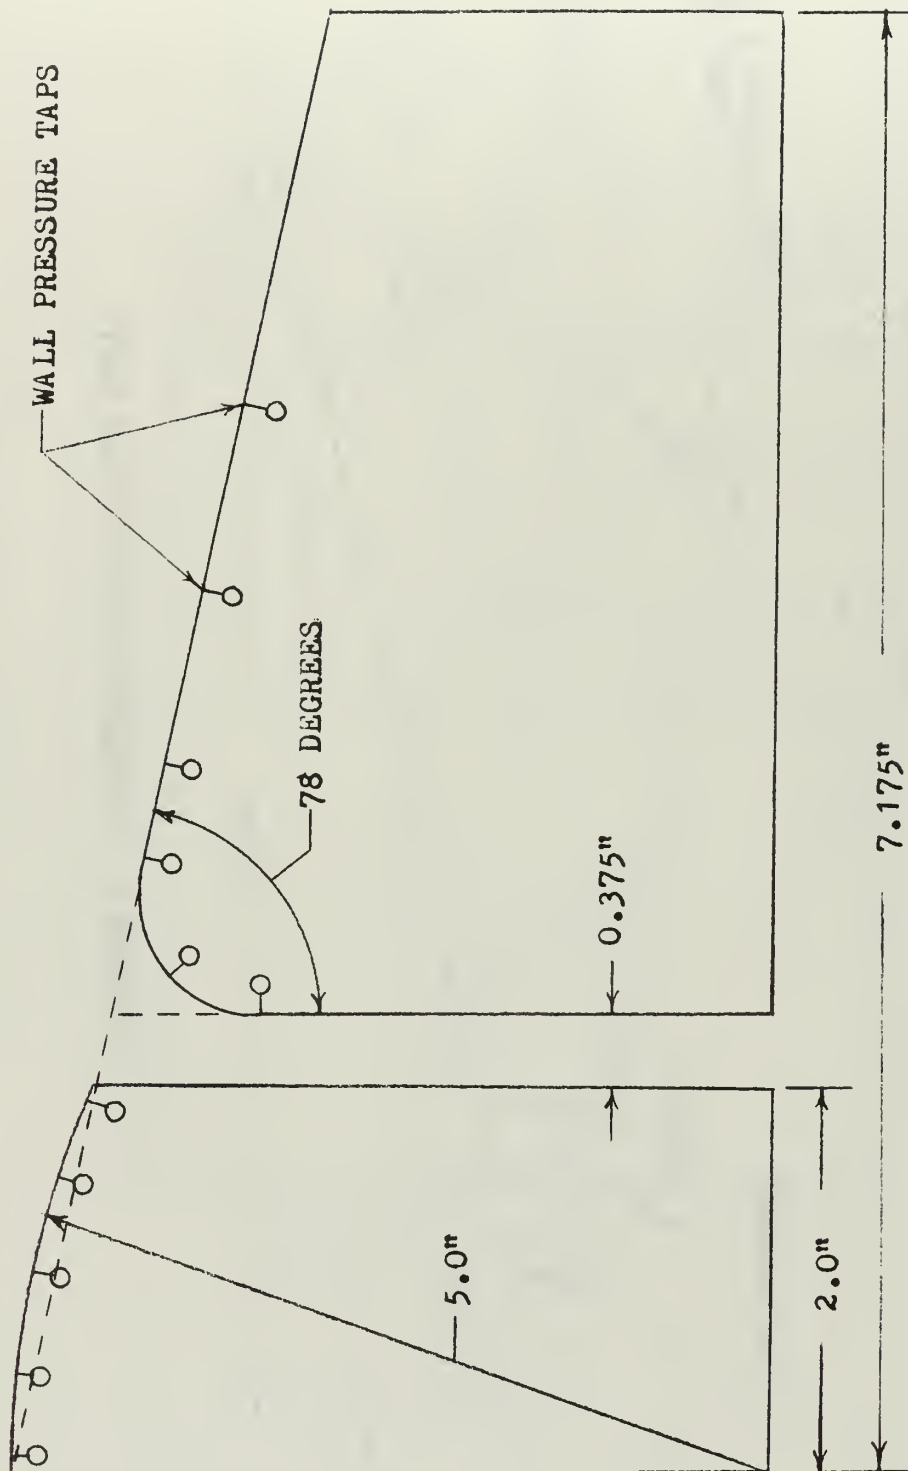 WALL PRESSURE TAPS
78 DEGREES
0.375"
5.0"
2.0"
7.175"